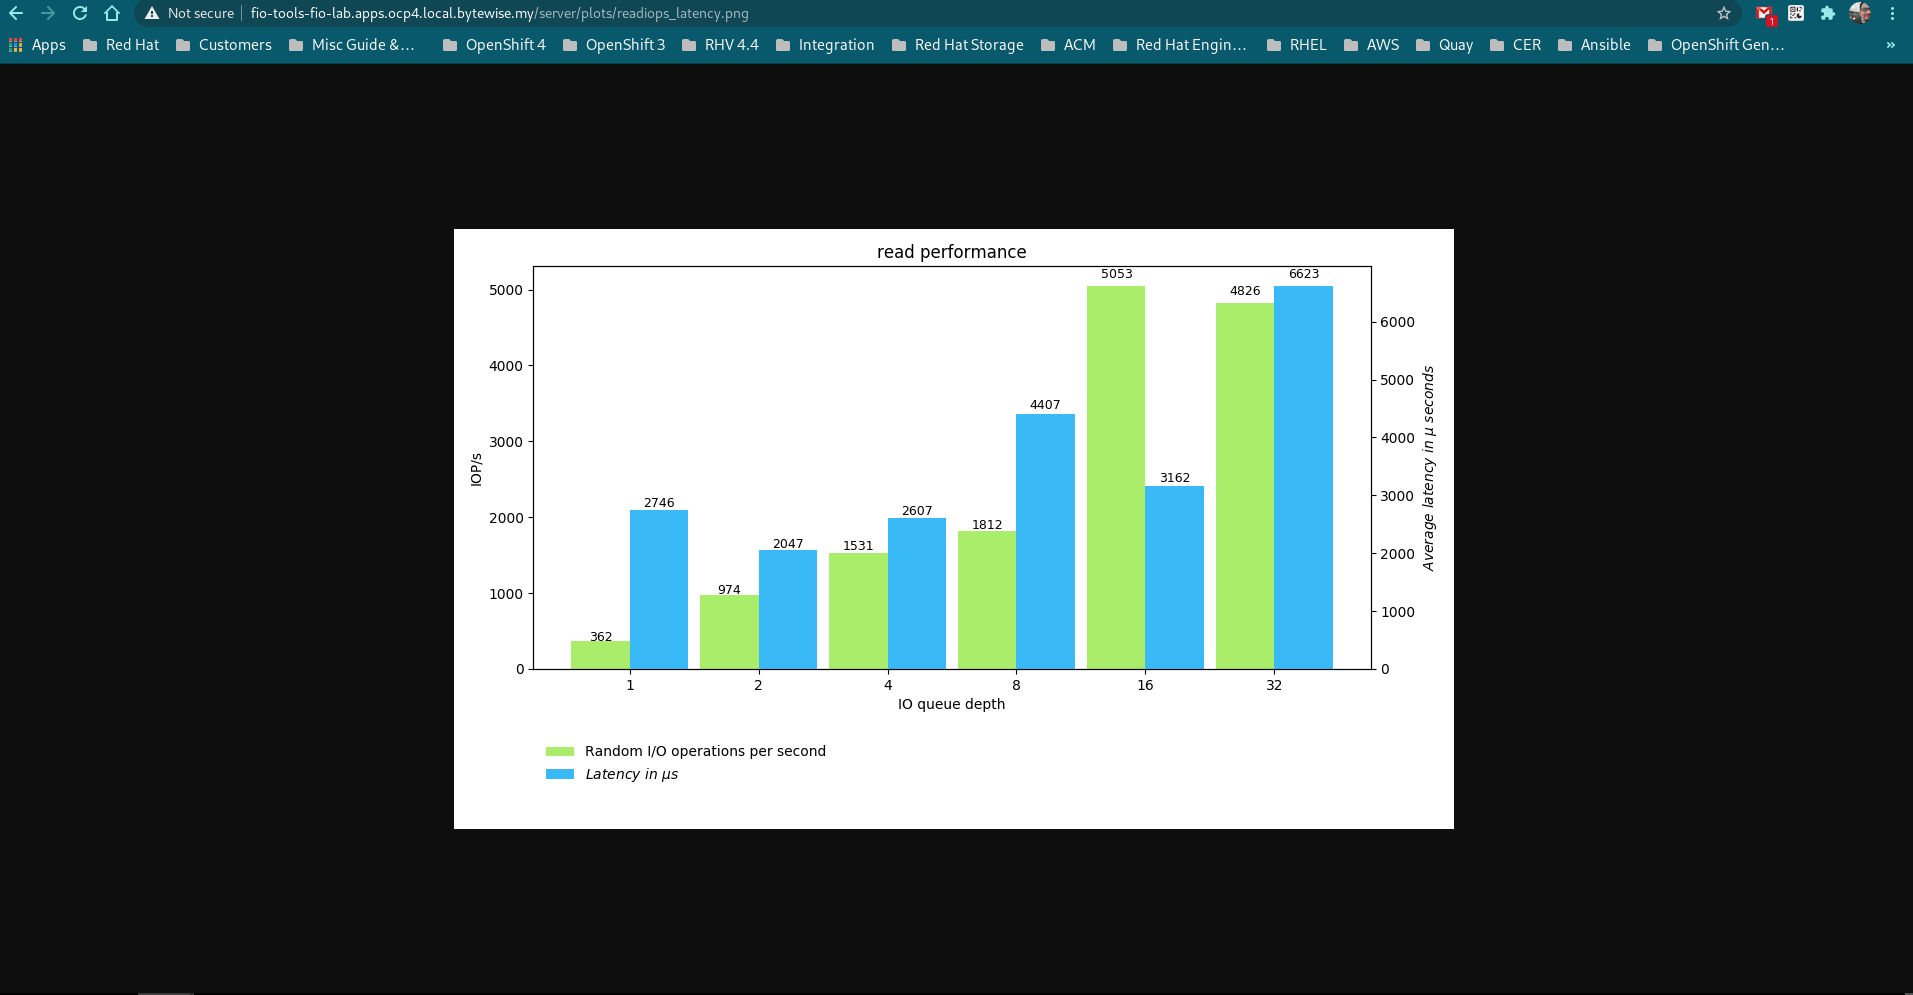 Not secure fio-tools-fio-lab.apps.ocp4.local.bytewise.my/server/plots/readiops_latency.png
1
Apps Red Hat Customers Misc Guide &... OpenShift 4 OpenShift 3 RHV 4.4 Integration Red Hat Storage ACM Red Hat Engin... RHEL AWS Quay CER Ansible OpenShift Gen... »
read performance
5053 6623
5000 4826
6000
4000
5000
4407
4000
3000
3162
3000
2746
2607
2000 1812
2047 1531
2000
974
1000
1000
362
0 0
IOP/s
Average latency in µ seconds
1 2 4 8 16 32
IO queue depth
Random I/O operations per second
Latency in µs